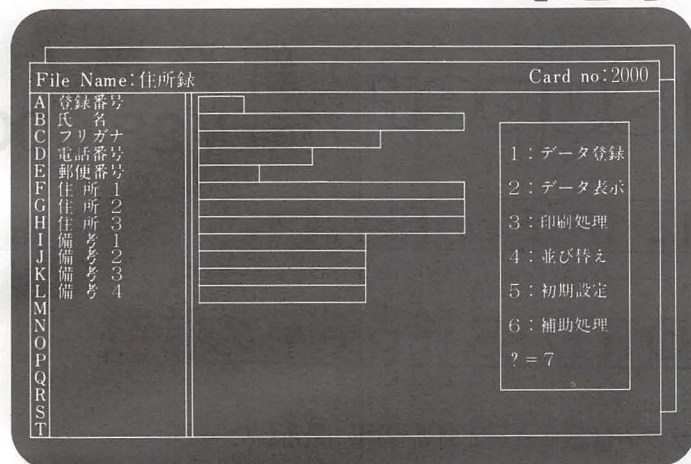 File Name:住所録
Card no:2000
A 登録番号
B 氏 名
C フリガナ
D 電話番号
E 郵便番号
F 住 所 1
G 住 所 2
H 住 所 3
I 備 考 1
J 備 考 2
K 備 考 3
L 備 考 4
M
N
O
P
Q
R
S
T
1:データ登録
2:データ表示
3:印刷処理
4:並び替え
5:初期設定
6:補助処理
?=7